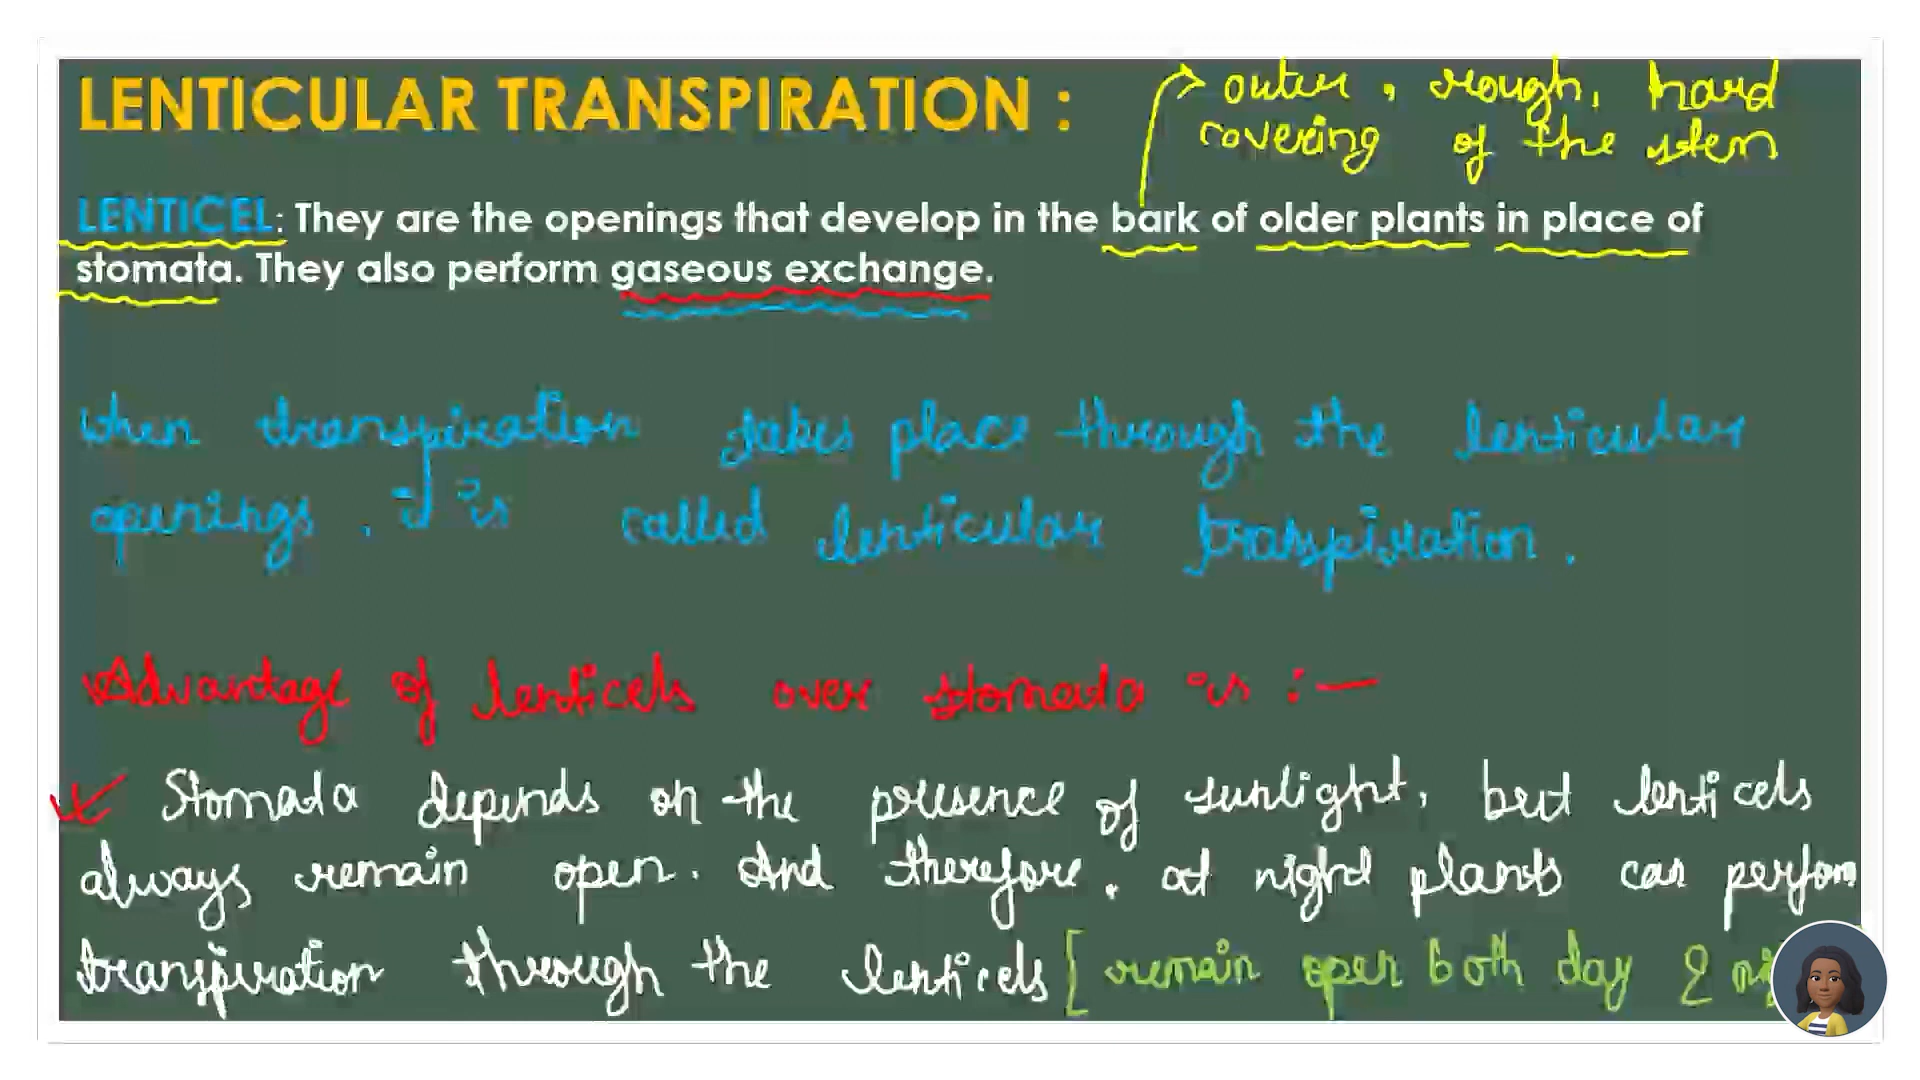 LENTICULAR TRANSPIRATION :
outer, rough, hard
covering of the stem
LENTICEL: They are the openings that develop in the bark of older plants in place of
stomata. They also perform gaseous exchange.
When transpiration takes place through the lenticular
openings, it is called lenticular transpiration.
Advantage of lenticels over stomata is :—
Stomata depends on the presence of sunlight, but lenticels
always remain open. And therefore, at night plants can perform
transpiration through the lenticels [ remain open both day &